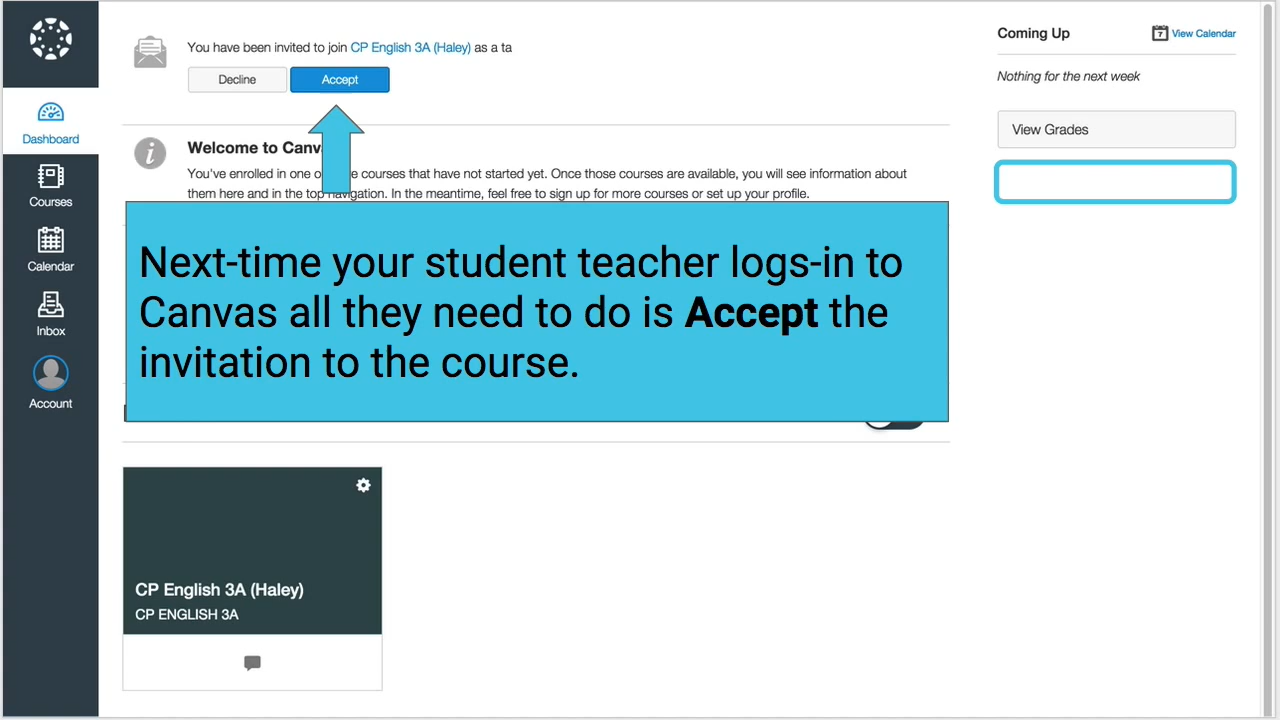 You have been invited to join CP English 3A (Haley) as a ta
Decline
Accept
Welcome to Canv
You've enrolled in one o courses that have not started yet. Once those courses are available, you will see information about
them here and in the top navigation. In the meantime, feel free to sign up for more courses or set up your profile.
Next-time your student teacher logs-in to
Canvas all they need to do is Accept the
invitation to the course.
Dashboard
Courses
Calendar
Inbox
Account
CP English 3A (Haley)
CP ENGLISH 3A
Coming Up
7
View Calendar
Nothing for the next week
View Grades